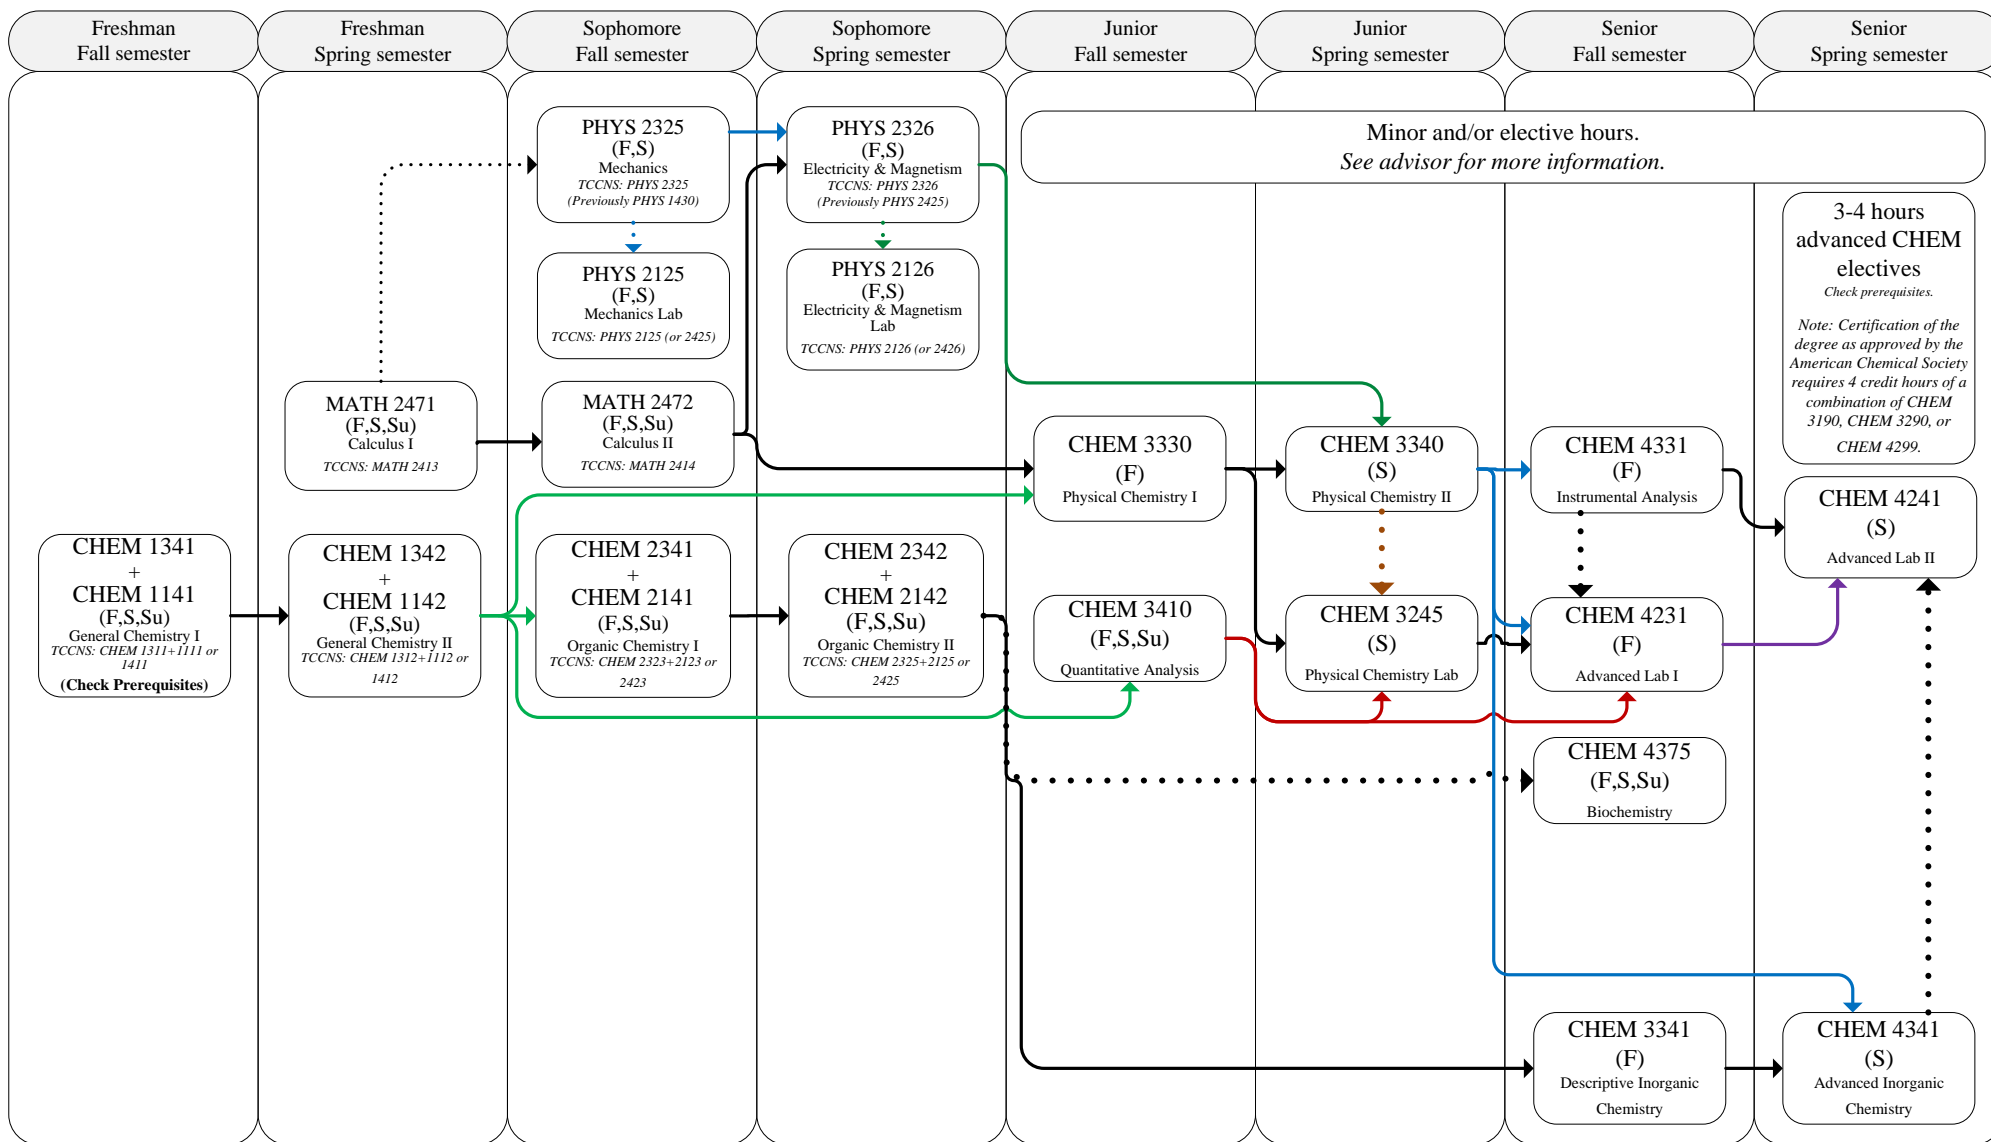 Freshman
Fall semester
Freshman
Spring semester
Sophomore
Fall semester
Sophomore
Spring semester
Junior
Fall semester
Junior
Spring semester
Senior
Fall semester
Senior
Spring semester
CHEM 1341
+
CHEM 1141
(F,S,Su)
General Chemistry I
TCCNS: CHEM 1311+1111 or
1411
(Check Prerequisites)
MATH 2471
(F,S,Su)
Calculus I
TCCNS: MATH 2413
CHEM 1342
+
CHEM 1142
(F,S,Su)
General Chemistry II
TCCNS: CHEM 1312+1112 or
1412
PHYS 2325
(F,S)
Mechanics
TCCNS: PHYS 2325
(Previously PHYS 1430)
PHYS 2125
(F,S)
Mechanics Lab
TCCNS: PHYS 2125 (or 2425)
MATH 2472
(F,S,Su)
Calculus II
TCCNS: MATH 2414
CHEM 2341
+
CHEM 2141
(F,S,Su)
Organic Chemistry I
TCCNS: CHEM 2323+2123 or
2423
PHYS 2326
(F,S)
Electricity & Magnetism
TCCNS: PHYS 2326
(Previously PHYS 2425)
PHYS 2126
(F,S)
Electricity & Magnetism
Lab
TCCNS: PHYS 2126 (or 2426)
CHEM 2342
+
CHEM 2142
(F,S,Su)
Organic Chemistry II
TCCNS: CHEM 2325+2125 or
2425
Minor and/or elective hours.
See advisor for more information.
CHEM 3330
(F)
Physical Chemistry I
CHEM 3410
(F,S,Su)
Quantitative Analysis
CHEM 3340
(S)
Physical Chemistry II
CHEM 3245
(S)
Physical Chemistry Lab
CHEM 4331
(F)
Instrumental Analysis
CHEM 4231
(F)
Advanced Lab I
CHEM 4375
(F,S,Su)
Biochemistry
CHEM 3341
(F)
Descriptive Inorganic
Chemistry
3-4 hours
advanced CHEM
electives
Check prerequisites.
Note: Certification of the
degree as approved by the
American Chemical Society
requires 4 credit hours of a
combination of CHEM
3190, CHEM 3290, or
CHEM 4299.
CHEM 4241
(S)
Advanced Lab II
CHEM 4341
(S)
Advanced Inorganic
Chemistry